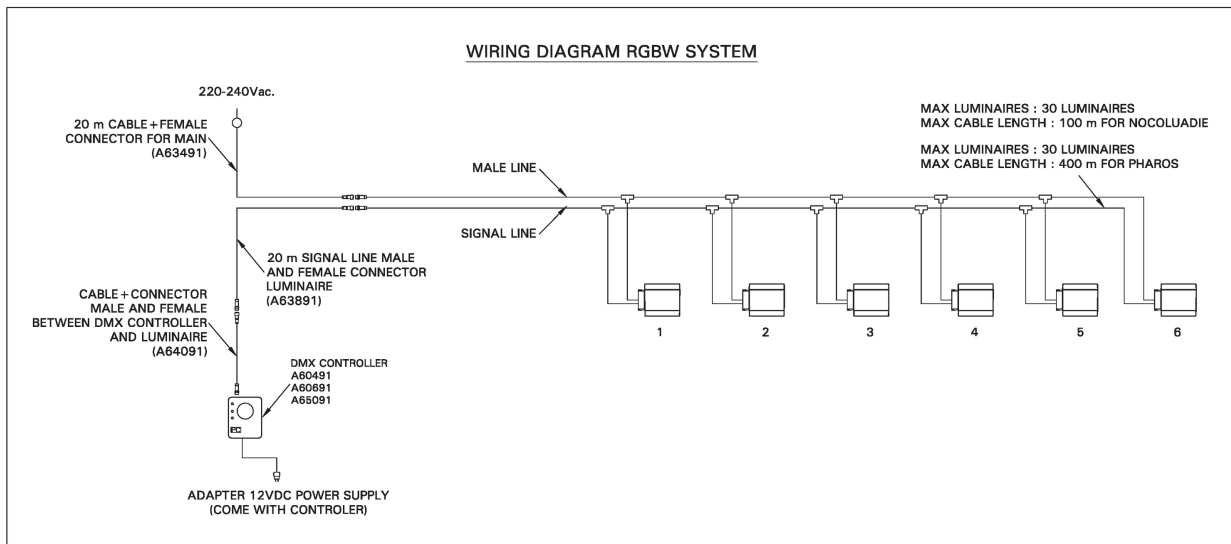 WIRING DIAGRAM RGBW SYSTEM
220-240Vac.
20 m CABLE+FEMALE
CONNECTOR FOR MAIN
(A63491)
MAX LUMINAIRES : 30 LUMINAIRES
MAX CABLE LENGTH : 100 m FOR NOCOLUADIE
MAX LUMINAIRES : 30 LUMINAIRES
MAX CABLE LENGTH : 400 m FOR PHAROS
MALE LINE
SIGNAL LINE
20 m SIGNAL LINE MALE
AND FEMALE CONNECTOR
LUMINAIRE
(A63891)
CABLE+CONNECTOR
MALE AND FEMALE
BETWEEN DMX CONTROLLER
AND LUMINAIRE
(A64091)
1
2
3
4
5
6
DMX CONTROLLER
A60491
A60691
A65091
ADAPTER 12VDC POWER SUPPLY
(COME WITH CONTROLER)